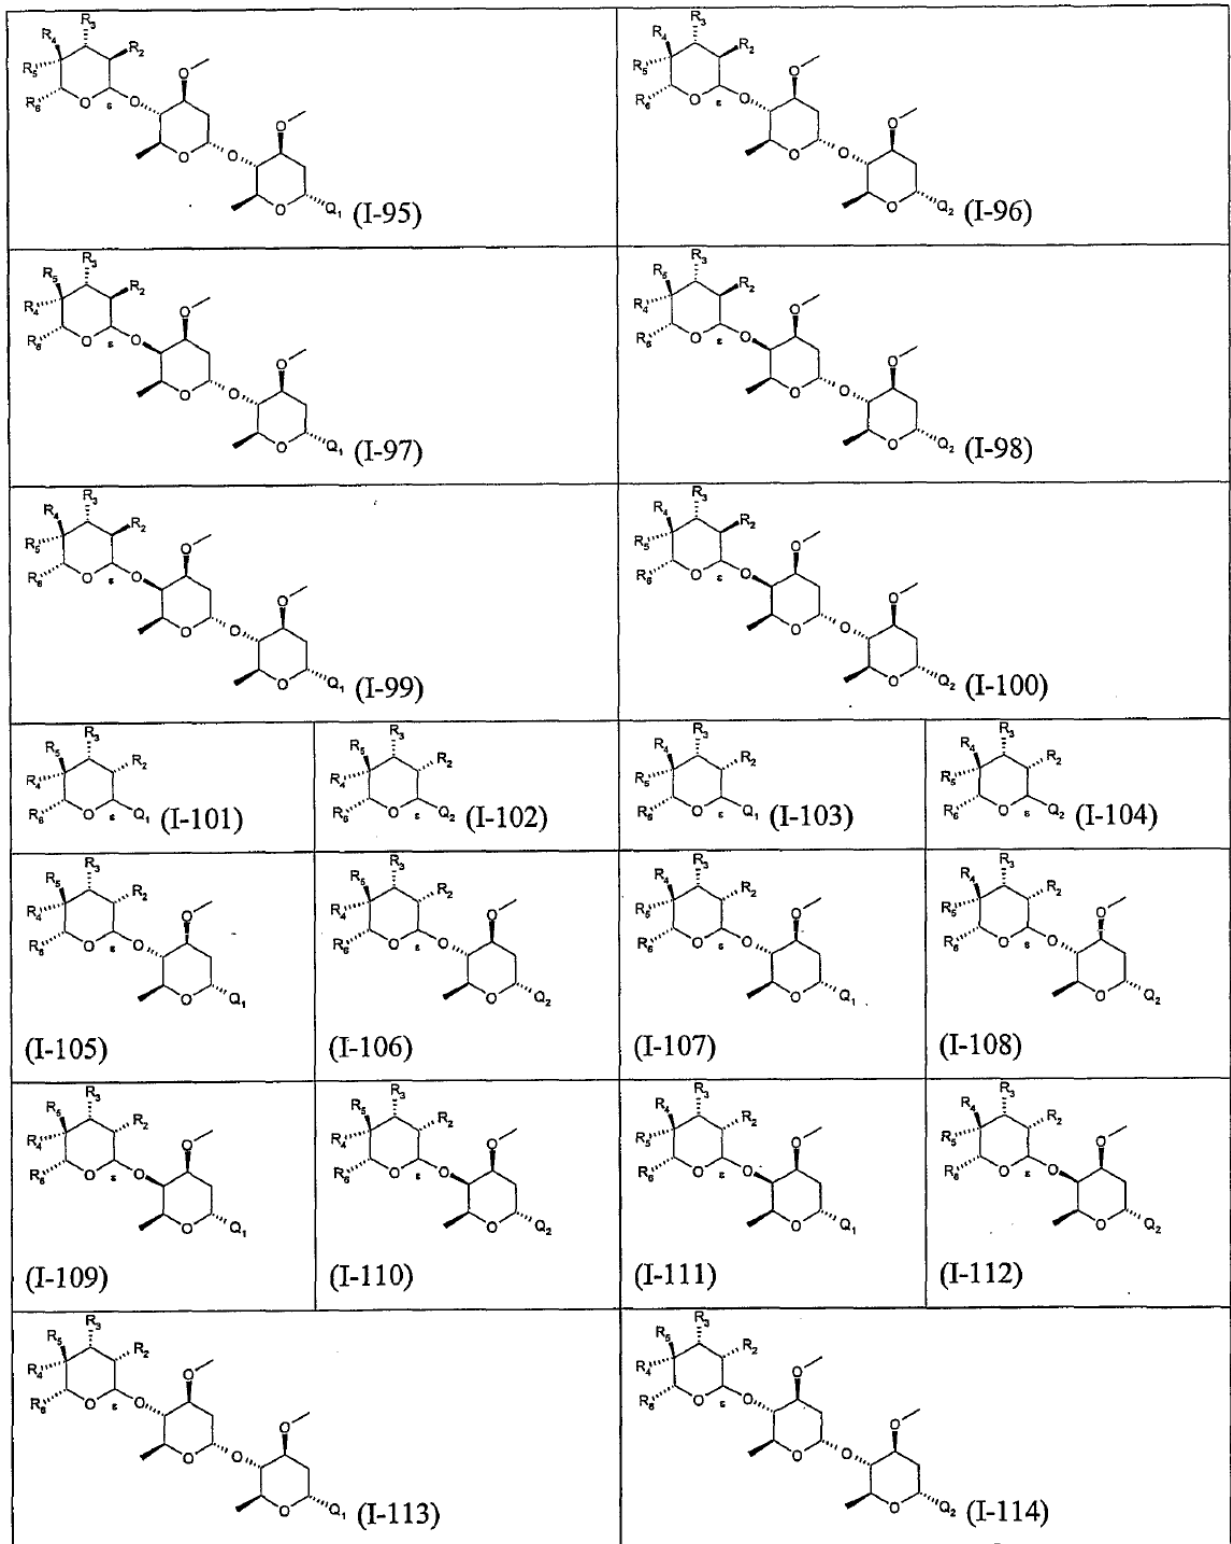 R₃
R₄ R₂
R₅ O
R₆ O ε O
O
O O
O Q₁ (I-95)
R₃
R₄ R₂
R₅ O
R₆ O ε O
O
O O
O Q₂ (I-96)
R₃
R₅ R₂
R₄ O
R₆ O ε O
O
O O
O Q₁ (I-97)
R₃
R₅ R₂
R₄ O
R₆ O ε O
O
O O
O Q₂ (I-98)
R₃
R₄ R₂
R₅ O
R₆ O ε O
O
O O
O Q₁ (I-99)
R₃
R₄ R₂
R₅ O
R₆ O ε O
O
O O
O Q₂ (I-100)
R₃
R₅ R₂
R₄
R₆ O ε Q₁ (I-101)
R₃
R₅ R₂
R₄
R₆ O ε Q₂ (I-102)
R₃
R₄ R₂
R₅
R₆ O ε Q₁ (I-103)
R₃
R₄ R₂
R₅
R₆ O ε Q₂ (I-104)
R₃
R₅ R₂
R₄ O
R₆ O ε O
O Q₁
(I-105)
R₃
R₅ R₂
R₄ O
R₆ O ε O
O Q₂
(I-106)
R₃
R₄ R₂
R₅ O
R₆ O ε O
O Q₁
(I-107)
R₃
R₄ R₂
R₅ O
R₆ O ε O
O Q₂
(I-108)
R₃
R₅ R₂
R₄ O
R₆ O ε O
O Q₁
(I-109)
R₃
R₅ R₂
R₄ O
R₆ O ε O
O Q₂
(I-110)
R₃
R₄ R₂
R₅ O
R₆ O ε O
O Q₁
(I-111)
R₃
R₄ R₂
R₅ O
R₆ O ε O
O Q₂
(I-112)
R₃
R₅ R₂
R₄ O
R₆ O ε O
O
O O
O Q₁ (I-113)
R₃
R₅ R₂
R₄ O
R₆ O ε O
O
O O
O Q₂ (I-114)